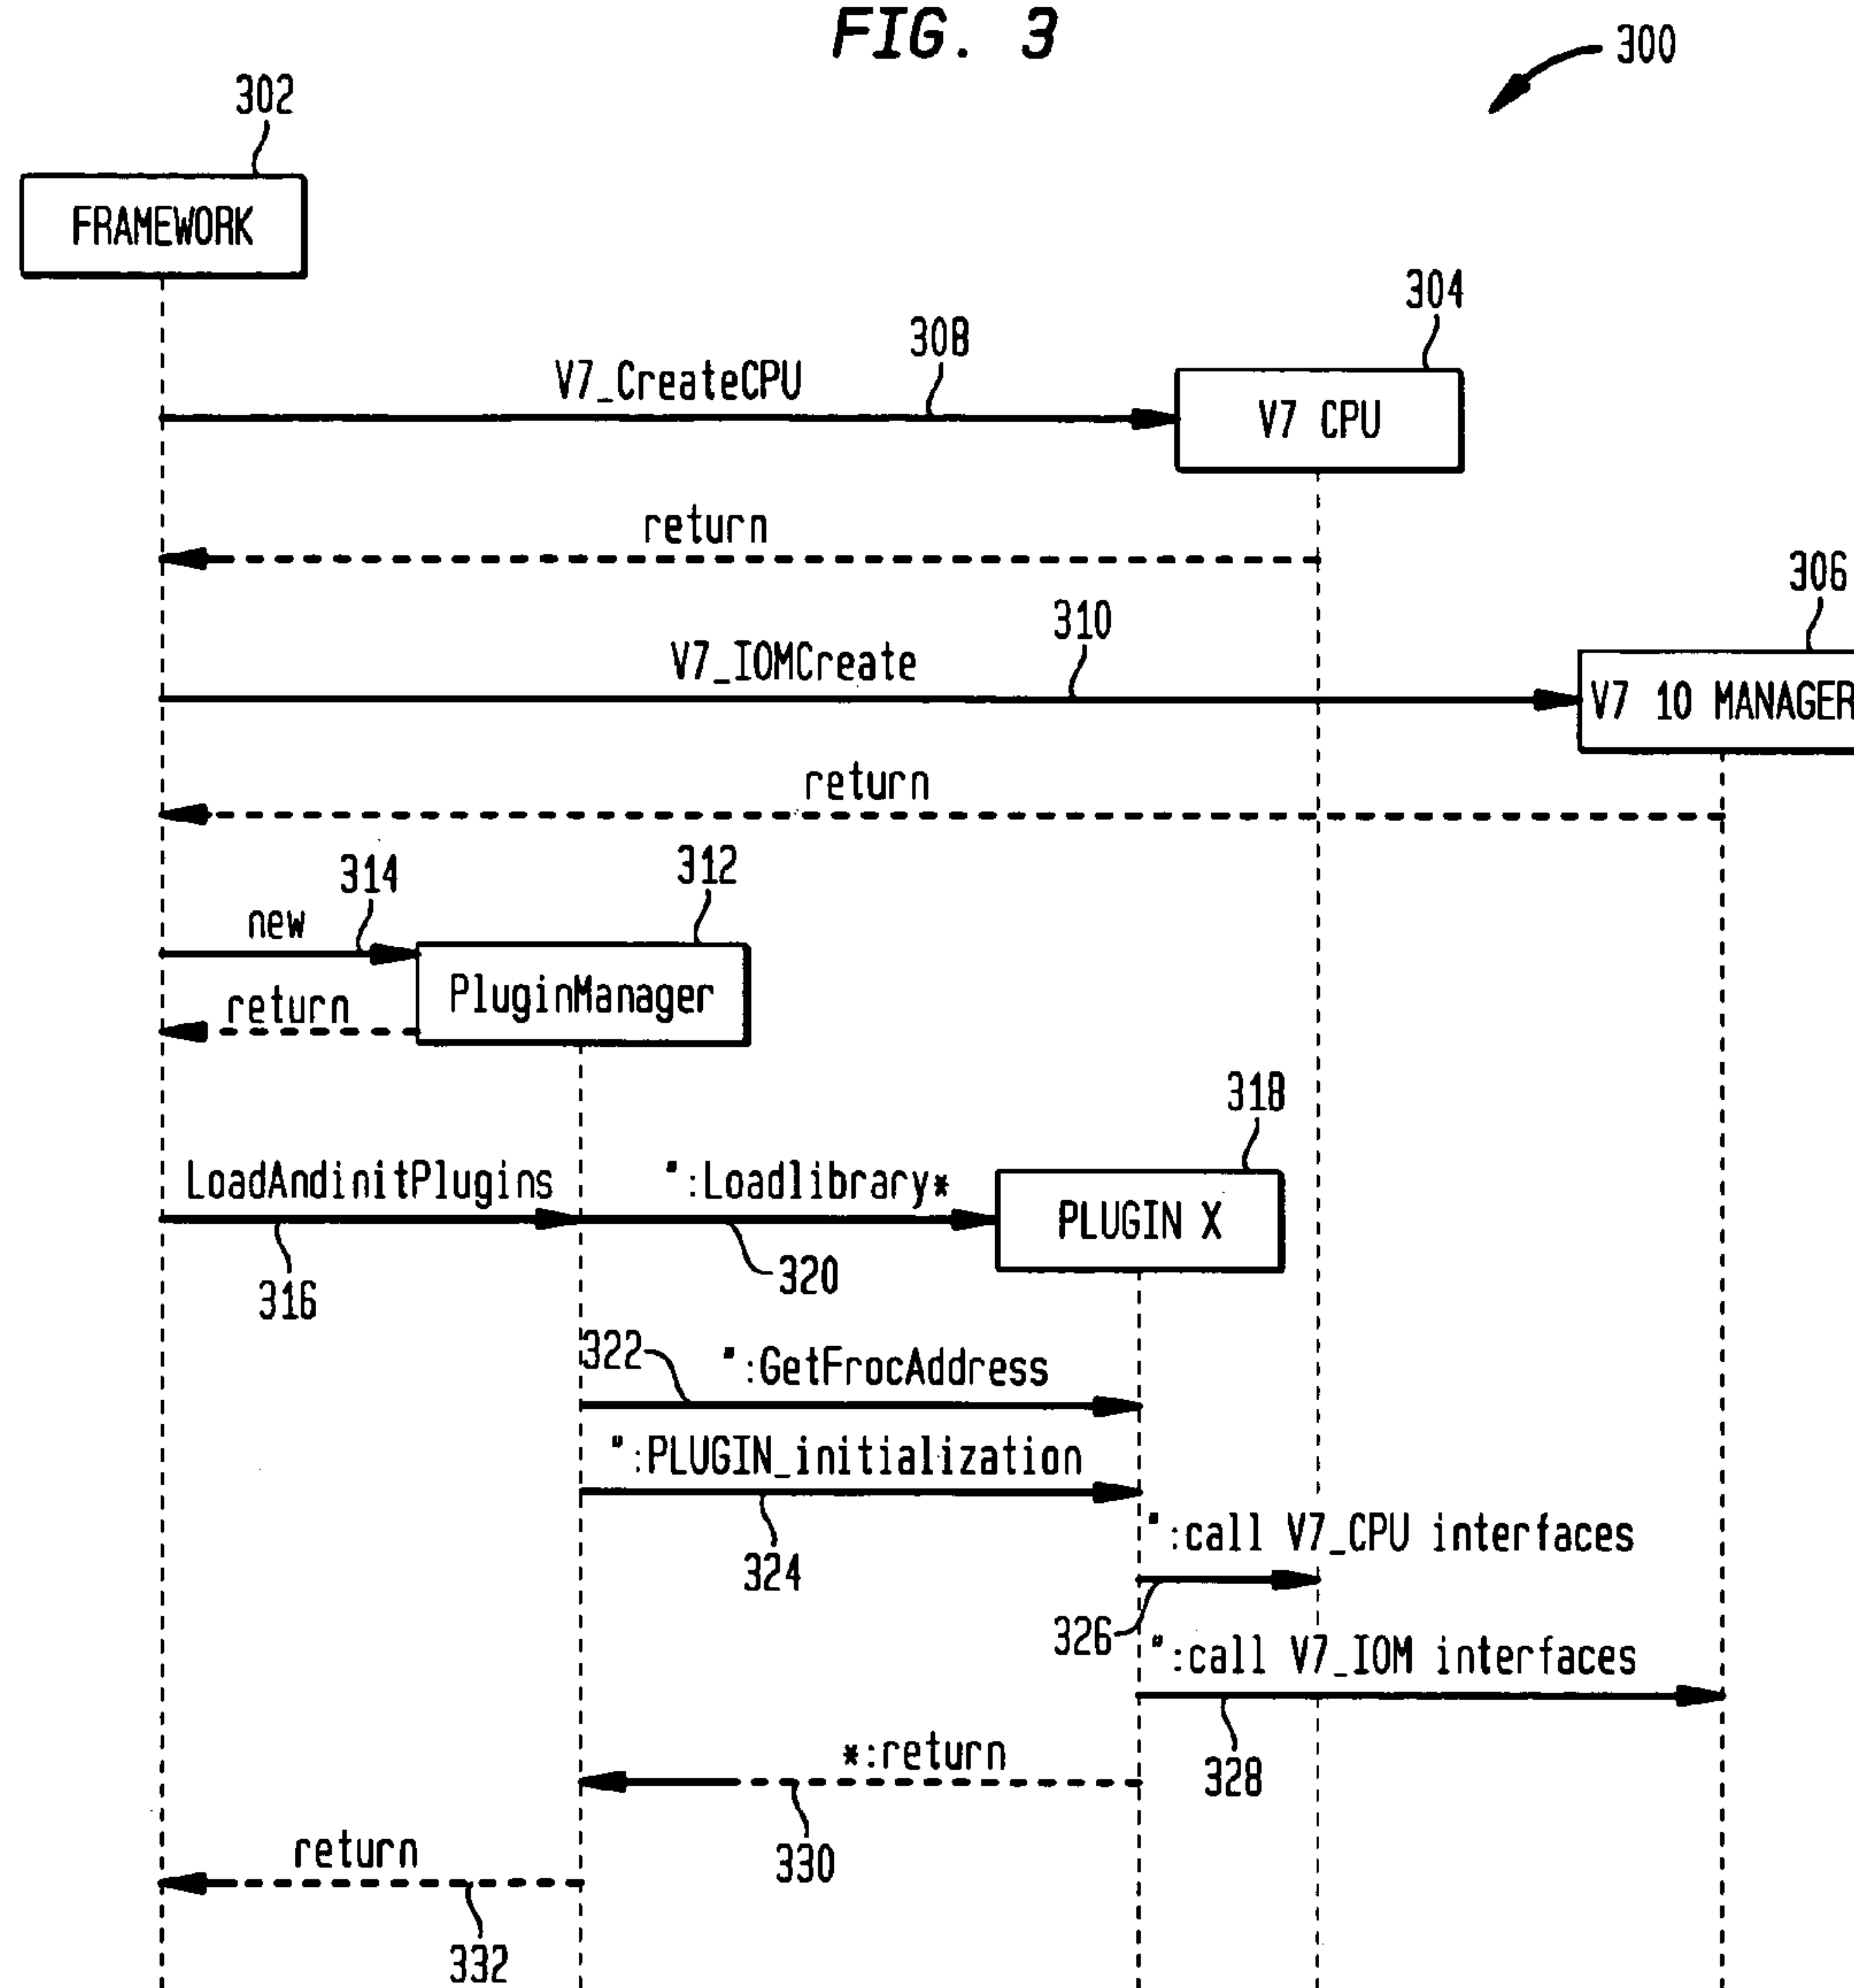 FIG. 3
300
302
FRAMEWORK
304
308
V7_CreateCPU
V7 CPU
return
306
310
V7_IOMCreate
V7 10 MANAGER
return
314
312
new
PluginManager
return
318
LoadAndinitPlugins
":Loadlibrary*
PLUGIN X
316
320
322
":GetFrocAddress
":PLUGIN_initialization
324
":call V7_CPU interfaces
326
":call V7_IOM interfaces
328
*:return
330
return
332